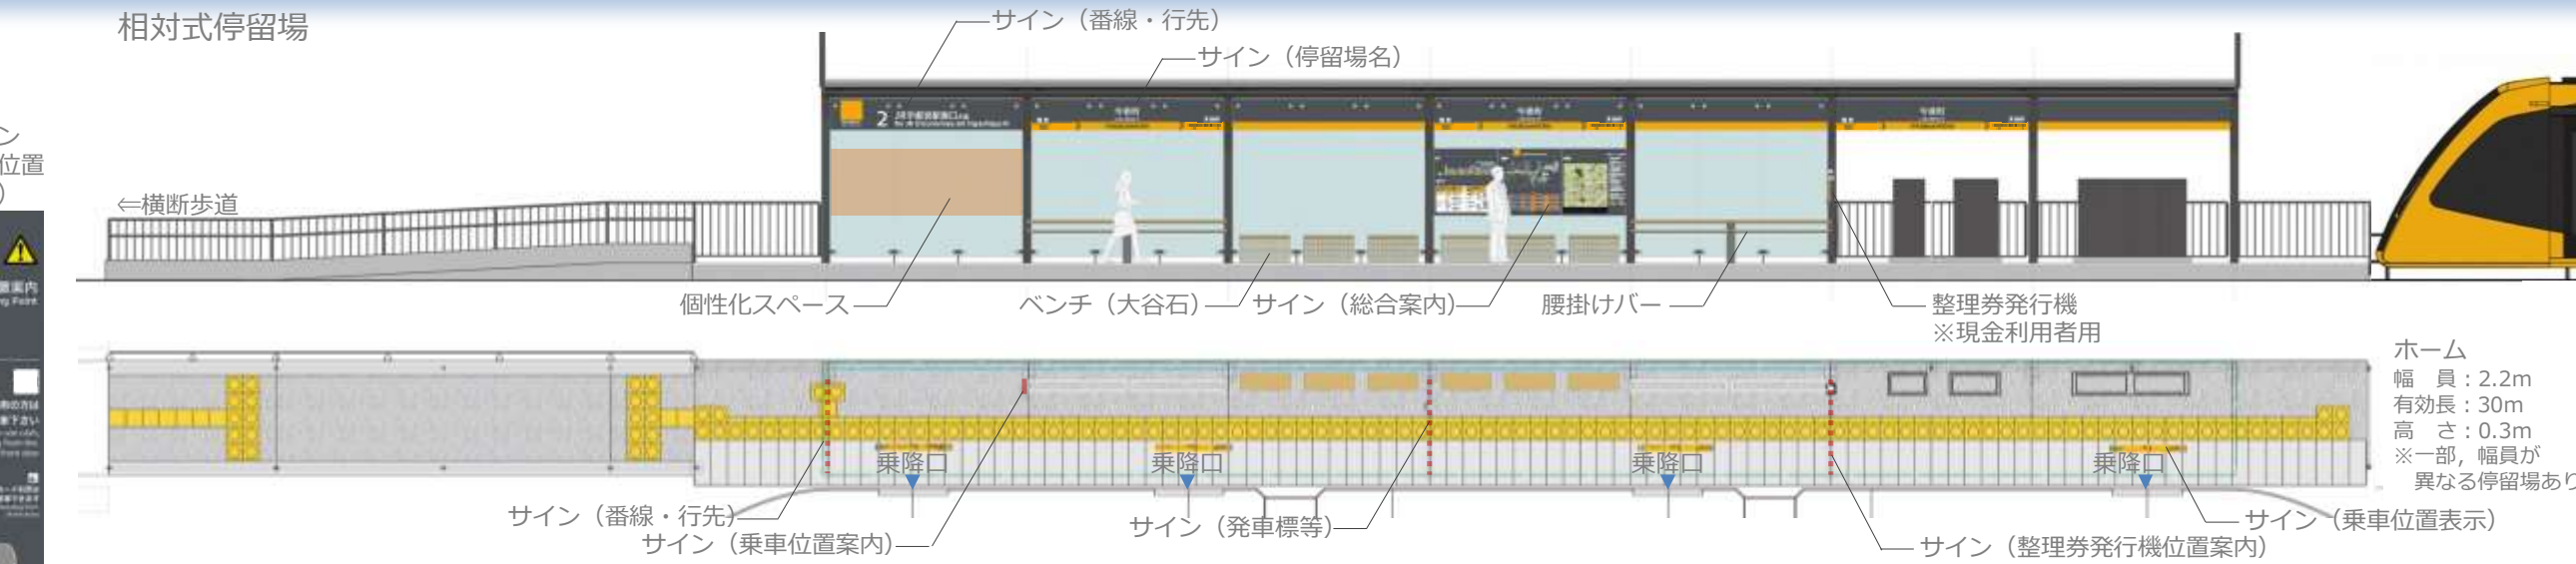 相対式停留場
サイン（番線・行先）
サイン（停留場名）
ン
位置
）
←横断歩道
2
個性化スペース
ベンチ（大谷石）
サイン（総合案内）
腰掛けバー
整理券発行機
※現金利用者用
ホーム
幅　員：2.2m
有効長：30m
高　さ：0.3m
※一部，幅員が
異なる停留場あり
乗降口
乗降口
乗降口
乗降口
サイン（番線・行先）
サイン（乗車位置案内）
サイン（発車標等）
サイン（整理券発行機位置案内）
サイン（乗車位置表示）